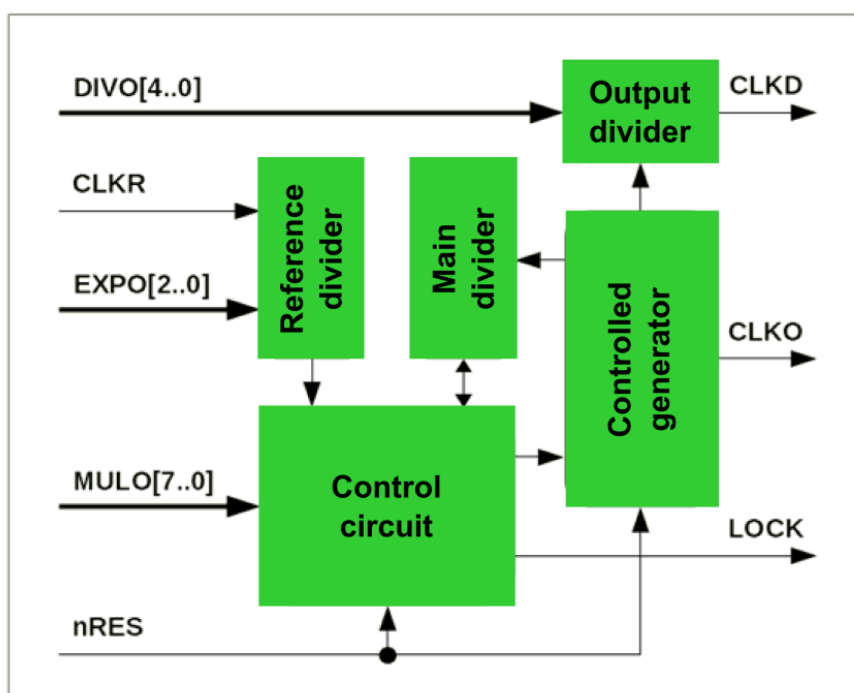 DIVO[4..0]
Output
divider
CLKD
CLKR
Reference
divider
Main
divider
EXPO[2..0]
Controlled
generator
CLKO
MULO[7..0]
Control
circuit
LOCK
nRES